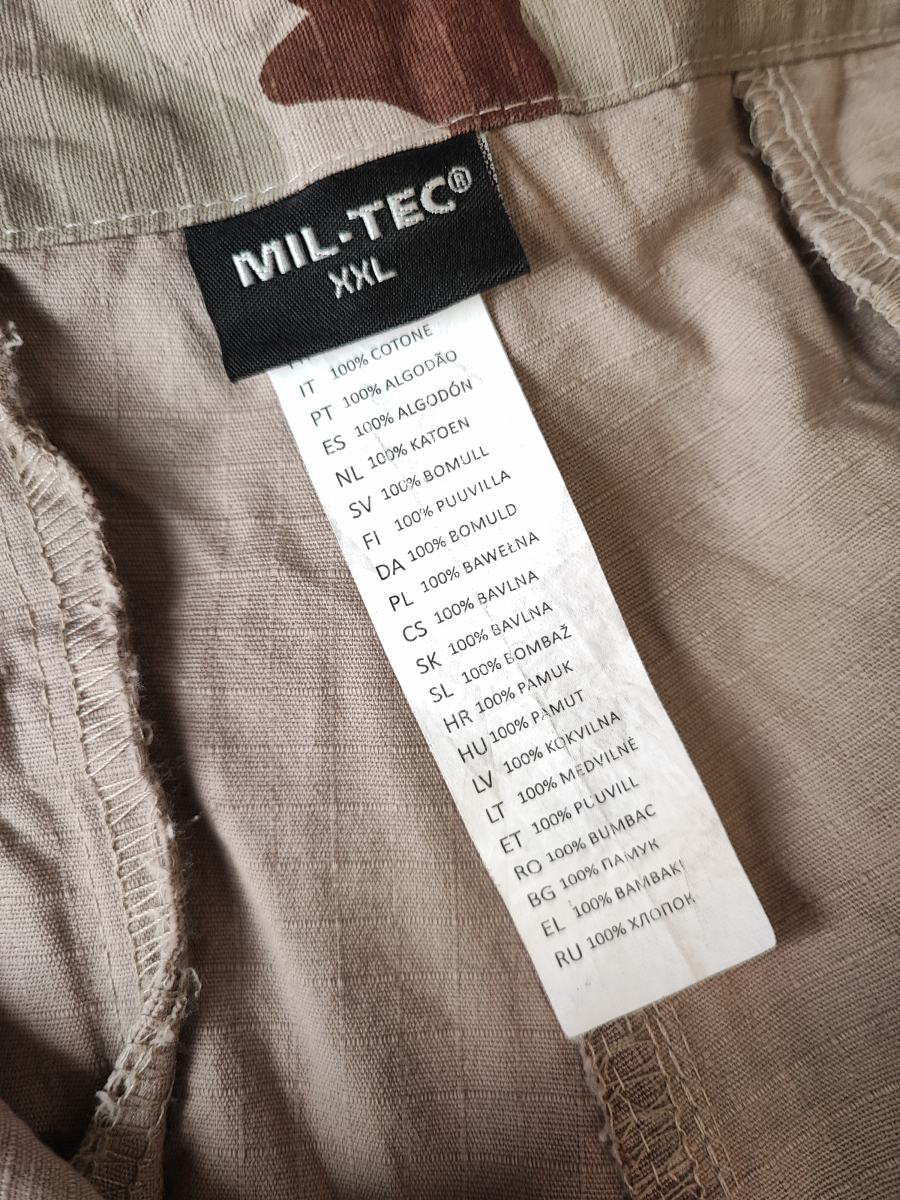 MIL-TEC®
XXL
IT 100% COTONE
PT 100% ALGODÃO
ES 100% ALGODÓN
NL 100% KATOEN
SV 100% BOMULL
FI 100% PUUVILLA
DA 100% BOMULD
PL 100% BAWEŁNA
CS 100% BAVLNA
SK 100% BAVLNA
SL 100% BOMBAŽ
HR 100% PAMUK
HU 100% PAMUT
LV 100% KOKVILNA
LT 100% MEDVILNĖ
ET 100% PUUVILL
RO 100% BUMBAC
BG 100% ПАМУК
EL 100% ΒΑΜΒΑΚΙ
RU 100% ХЛОПОК